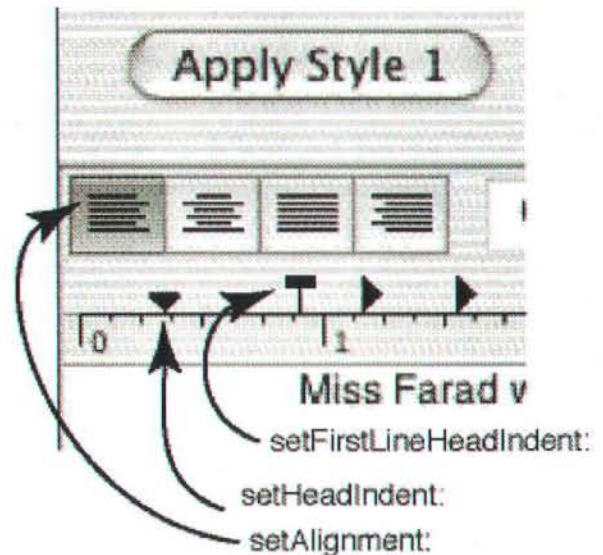 Apply Style 1
0 1
Miss Farad w
setFirstLineHeadIndent:
setHeadIndent:
setAlignment: